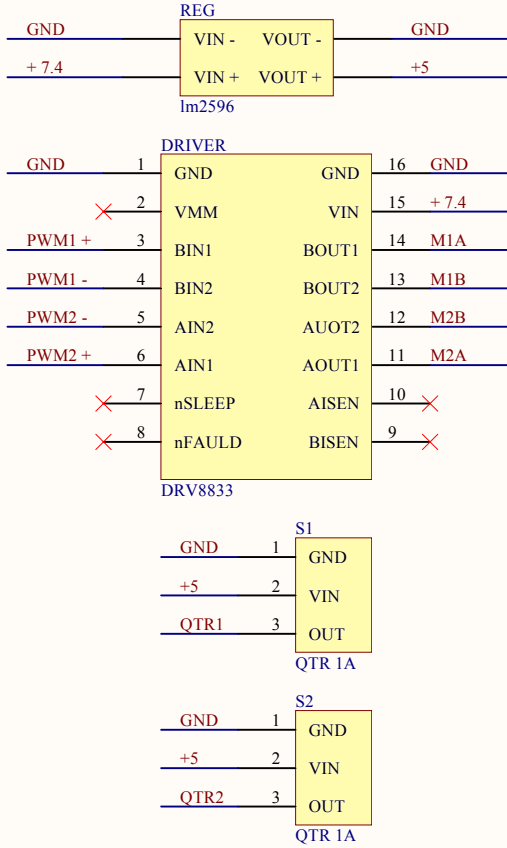 REG
GND VIN - VOUT - GND
+ 7.4 VIN + VOUT + +5
lm2596
DRIVER
GND 1 GND GND 16 GND
2 VMM VIN 15 + 7.4
PWM1 + 3 BIN1 BOUT1 14 M1A
PWM1 - 4 BIN2 BOUT2 13 M1B
PWM2 - 5 AIN2 AUOT2 12 M2B
PWM2 + 6 AIN1 AOUT1 11 M2A
7 nSLEEP AISEN 10
8 nFAULD BISEN 9
DRV8833
S1
GND 1 GND
+5 2 VIN
QTR1 3 OUT
QTR 1A
S2
GND 1 GND
+5 2 VIN
QTR2 3 OUT
QTR 1A